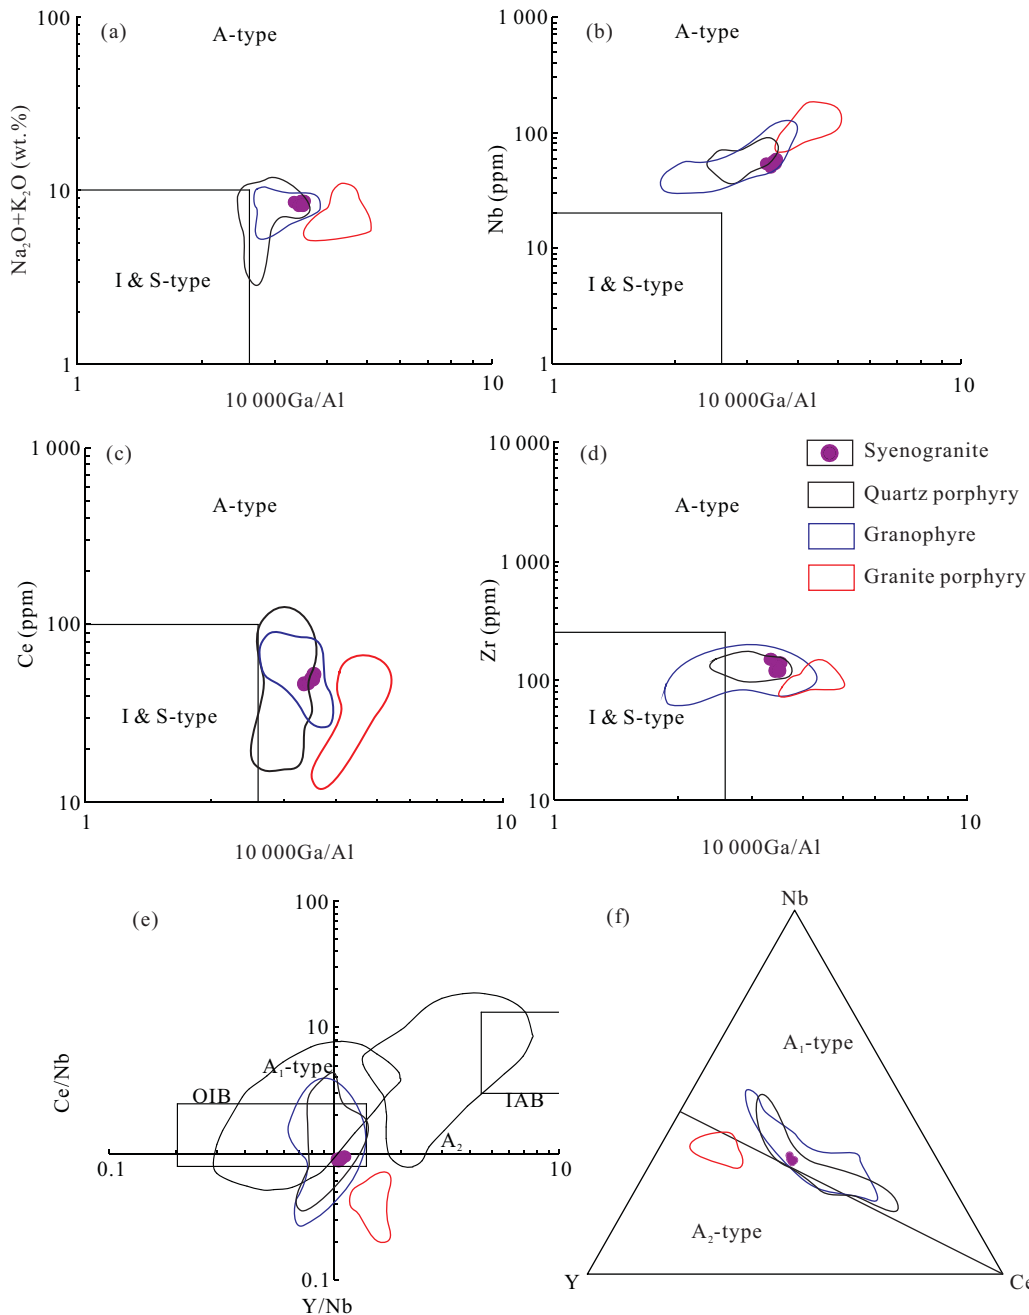 (a)
A-type
100
10
1
Na₂O+K₂O (wt.%)
I & S-type
1
10
10 000Ga/Al
(b)
A-type
1 000
100
10
1
Nb (ppm)
I & S-type
1
10
10 000Ga/Al
(c)
A-type
1 000
100
10
Ce (ppm)
I & S-type
1
10
10 000Ga/Al
(d)
A-type
10 000
1 000
100
10
Zr (ppm)
I & S-type
1
10
10 000Ga/Al
Syenogranite
Quartz porphyry
Granophyre
Granite porphyry
(e)
100
10
0.1
Ce/Nb
A₁-type
OIB
IAB
A₂
0.1
10
Y/Nb
(f)
Nb
A₁-type
A₂-type
Y
Ce